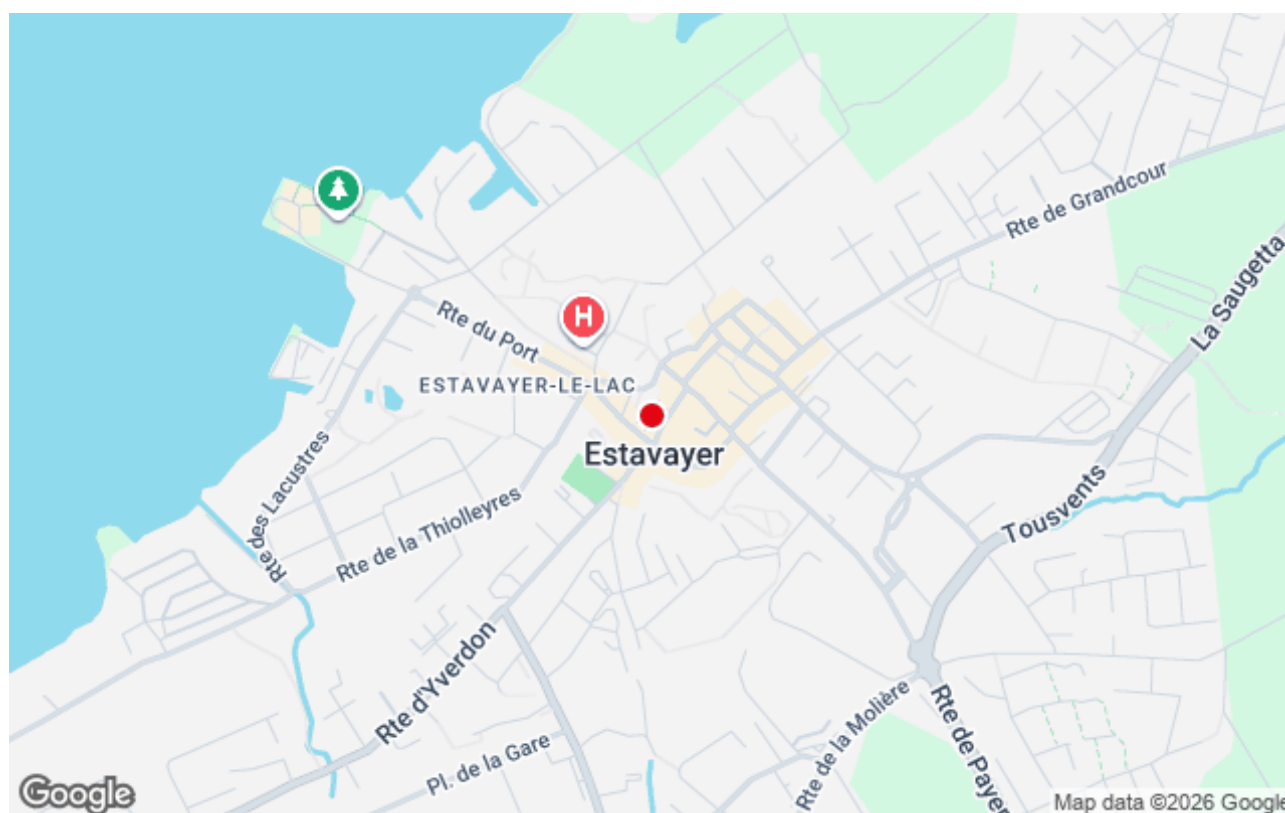 Rte de Grandcour
La Saugetta
Rte du Port
H
ESTAVAYER-LE-LAC
Estavayer
Rte des Lacustres
Rte de la Thiolleyres
Tousvents
Rte d'Yverdon
Pl. de la Gare
Rte de la Molière
Rte de Payer
Google
Map data ©2026 Google